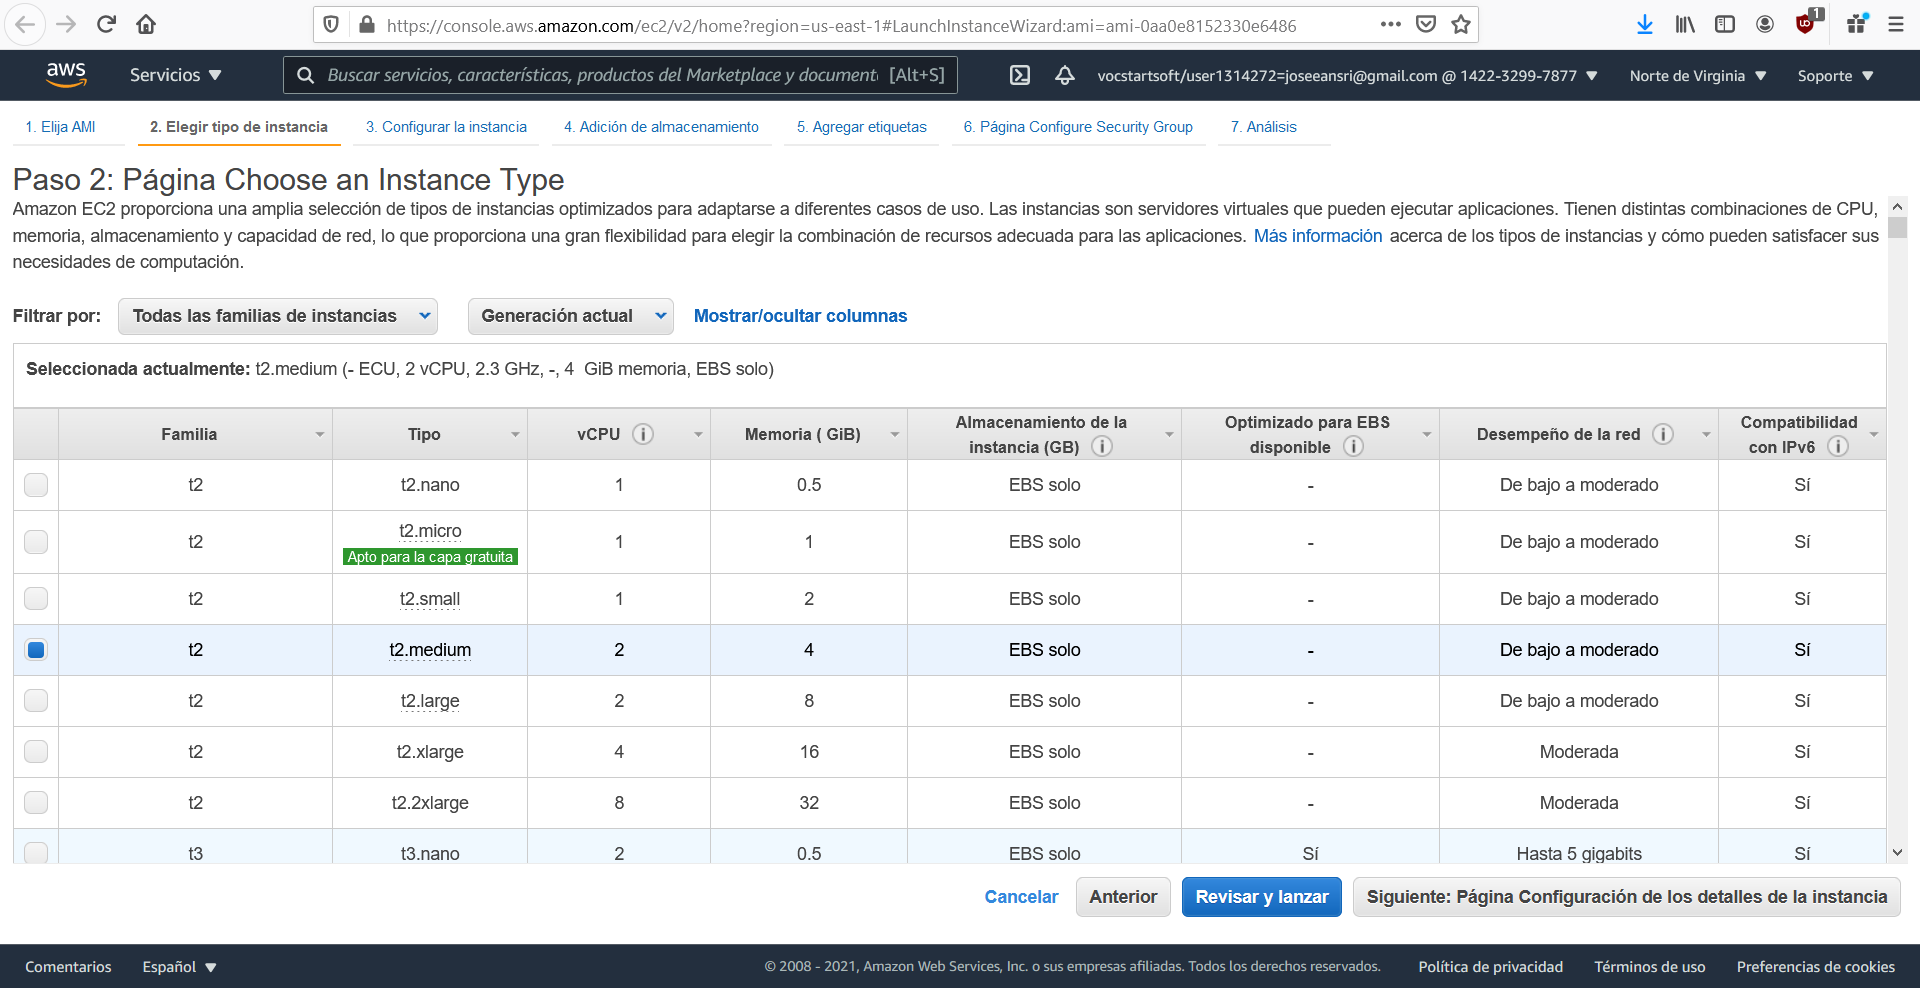 https://console.aws.amazon.com/ec2/v2/home?region=us-east-1#LaunchInstanceWizard:ami=ami-0aa0e8152330e6486
1
aws
Servicios
Buscar servicios, características, productos del Marketplace y document [Alt+S]
vocstartsoft/user1314272=joseeansri@gmail.com @ 1422-3299-7877
Norte de Virginia
Soporte
1. Elija AMI
2. Elegir tipo de instancia
3. Configurar la instancia
4. Adición de almacenamiento
5. Agregar etiquetas
6. Página Configure Security Group
7. Análisis
Paso 2: Página Choose an Instance Type
Amazon EC2 proporciona una amplia selección de tipos de instancias optimizados para adaptarse a diferentes casos de uso. Las instancias son servidores virtuales que pueden ejecutar aplicaciones. Tienen distintas combinaciones de CPU,
memoria, almacenamiento y capacidad de red, lo que proporciona una gran flexibilidad para elegir la combinación de recursos adecuada para las aplicaciones. Más información acerca de los tipos de instancias y cómo pueden satisfacer sus
necesidades de computación.
Filtrar por: Todas las familias de instancias Generación actual Mostrar/ocultar columnas
Seleccionada actualmente: t2.medium (- ECU, 2 vCPU, 2.3 GHz, -, 4 GiB memoria, EBS solo)
Familia Tipo vCPU Memoria ( GiB) Almacenamiento de la instancia (GB) Optimizado para EBS disponible Desempeño de la red Compatibilidad con IPv6
t2 t2.nano 1 0.5 EBS solo - De bajo a moderado Sí
t2 t2.micro Apto para la capa gratuita 1 1 EBS solo - De bajo a moderado Sí
t2 t2.small 1 2 EBS solo - De bajo a moderado Sí
t2 t2.medium 2 4 EBS solo - De bajo a moderado Sí
t2 t2.large 2 8 EBS solo - De bajo a moderado Sí
t2 t2.xlarge 4 16 EBS solo - Moderada Sí
t2 t2.2xlarge 8 32 EBS solo - Moderada Sí
t3 t3.nano 2 0.5 EBS solo Sí Hasta 5 gigabits Sí
Cancelar Anterior Revisar y lanzar Siguiente: Página Configuración de los detalles de la instancia
Comentarios Español © 2008 - 2021, Amazon Web Services, Inc. o sus empresas afiliadas. Todos los derechos reservados. Política de privacidad Términos de uso Preferencias de cookies